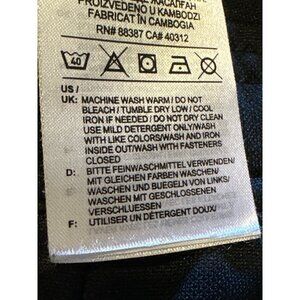 PROIZVEDENO U KAMBODZI
FABRICAT ÎN CAMBOGIA
RN# 88387 CA# 40312
40
US /
UK: MACHINE WASH WARM / DO NOT
BLEACH / TUMBLE DRY LOW / COOL
IRON IF NEEDED / DO NOT DRY CLEAN
USE MILD DETERGENT ONLY/WASH
WITH LIKE COLORS/WASH AND IRON
INSIDE OUT/WASH WITH FASTENERS
CLOSED
D: BITTE FEINWASCHMITTEL VERWENDEN/
MIT GLEICHEN FARBEN WASCHEN/
WASCHEN UND BUEGELN VON LINKS/
WASCHEN MIT GESCHLOSSENEN
VERSCHLUESSEN
F: UTILISER UN DÉTERGENT DOUX/